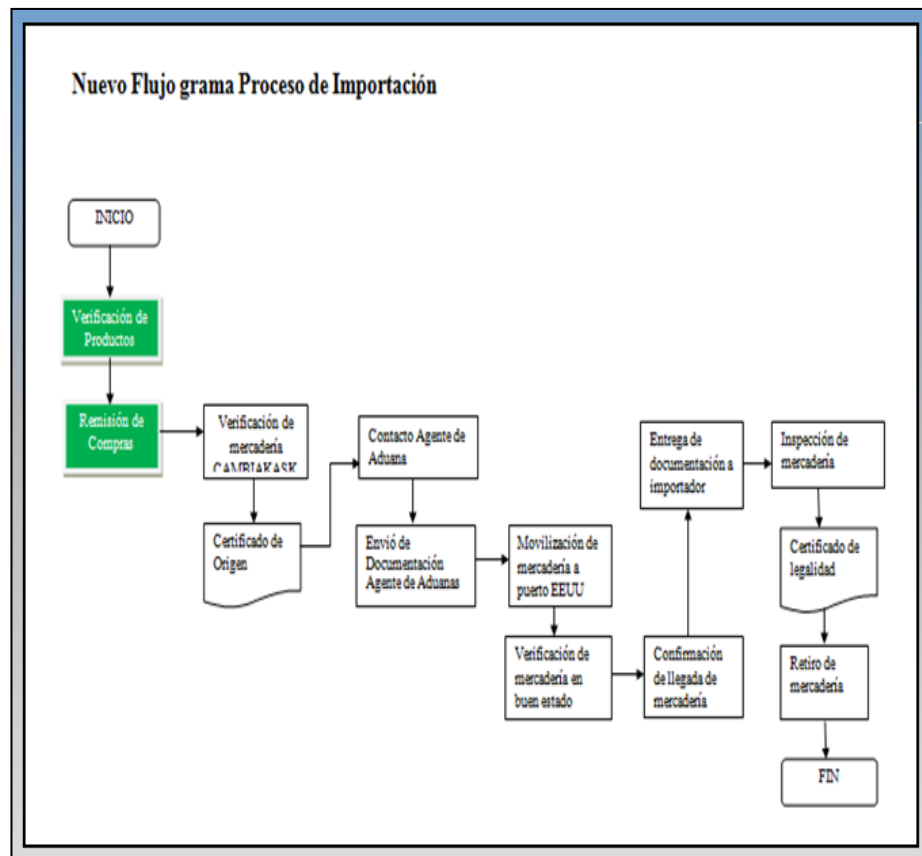 Nuevo Flujo grama Proceso de Importación
INICIO
Verificación de
Productos
Remisión de
Compras
Verificación de
mercadería
CAMBIAKASK
Certificado de
Origen
Contacto Agente de
Aduana
Envió de
Documentación
Agente de Aduanas
Movilización de
mercadería a
puerto EEUU
Verificación de
mercadería en
buen estado
Confirmación
de llegada de
mercadería
Entrega de
documentación a
importador
Inspección de
mercadería
Certificado de
legalidad
Retiro de
mercadería
FIN